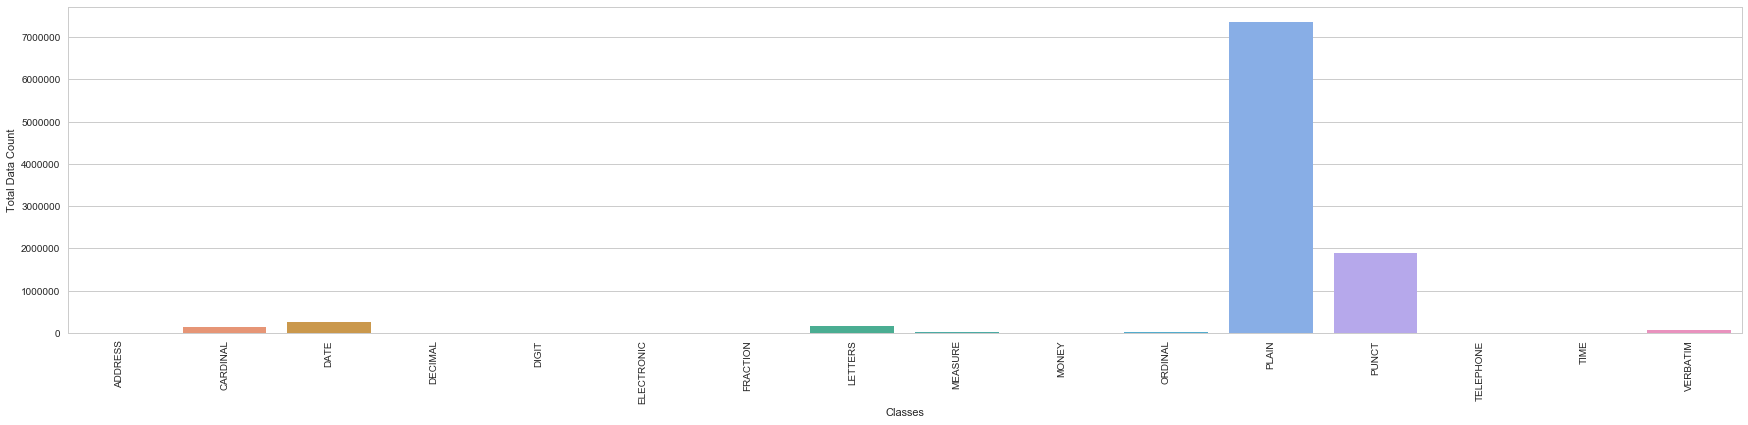 Total Data Count
7000000
6000000
5000000
4000000
3000000
2000000
1000000
0
ADDRESS
CARDINAL
DATE
DECIMAL
DIGIT
ELECTRONIC
FRACTION
LETTERS
MEASURE
MONEY
ORDINAL
PLAIN
PUNCT
TELEPHONE
TIME
VERBATIM
Classes